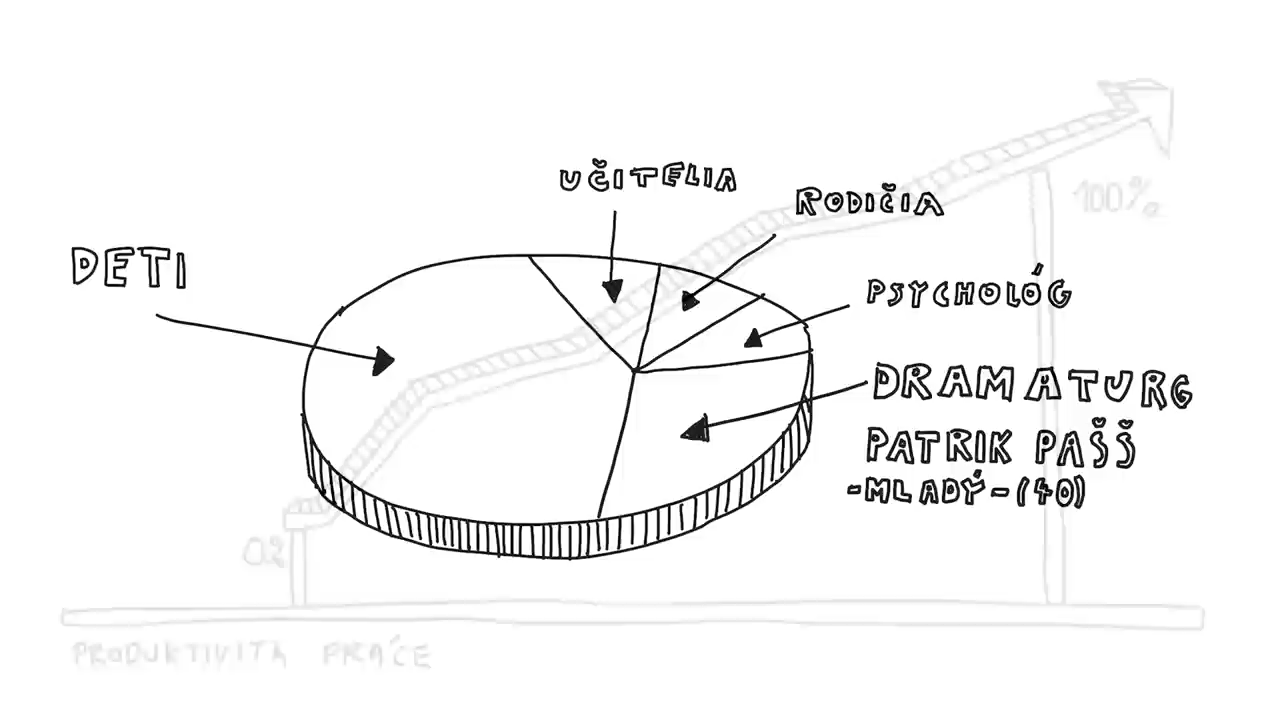 UČITELIA
RODIČIA
DETI
PSYCHOLÓG
DRAMATURG
PATRIK PAŠŠ
-MLADÝ-(40)
100%
0%
PRODUKTIVITA PRÁCE